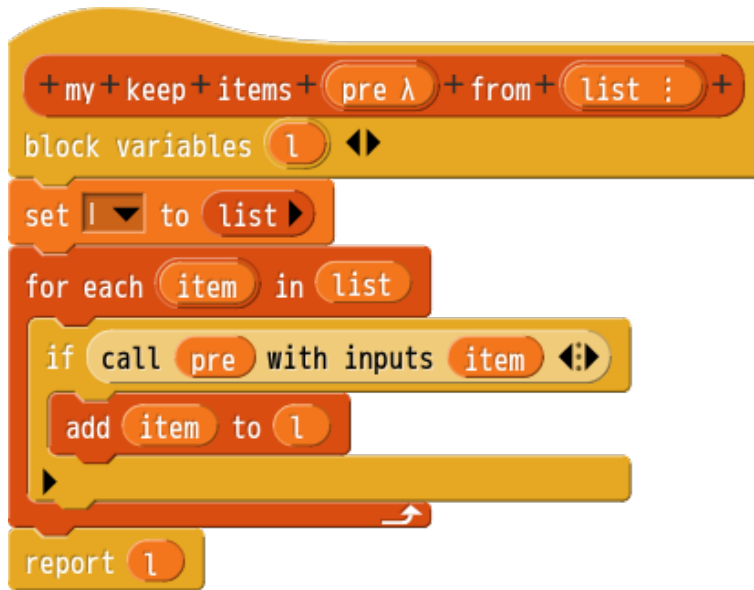 + my + keep + items + pre λ + from + list ⋮ +
block variables l
set l to list
for each item in list
if call pre with inputs item
add item to l
report l